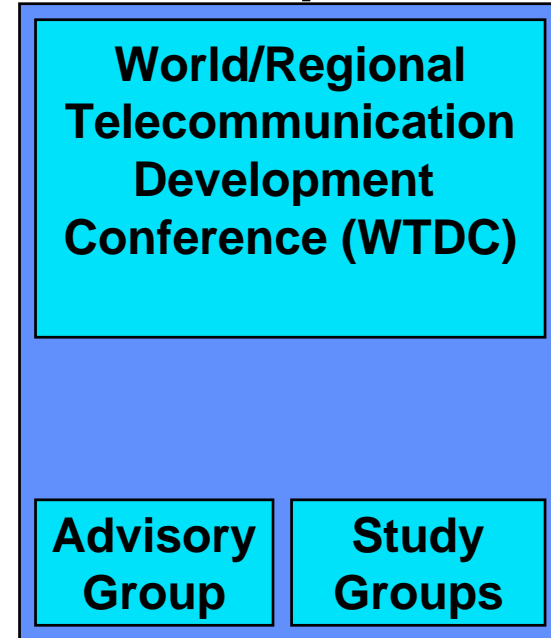 World/Regional
Telecommunication
Development
Conference (WTDC)
Advisory
Group
Study
Groups